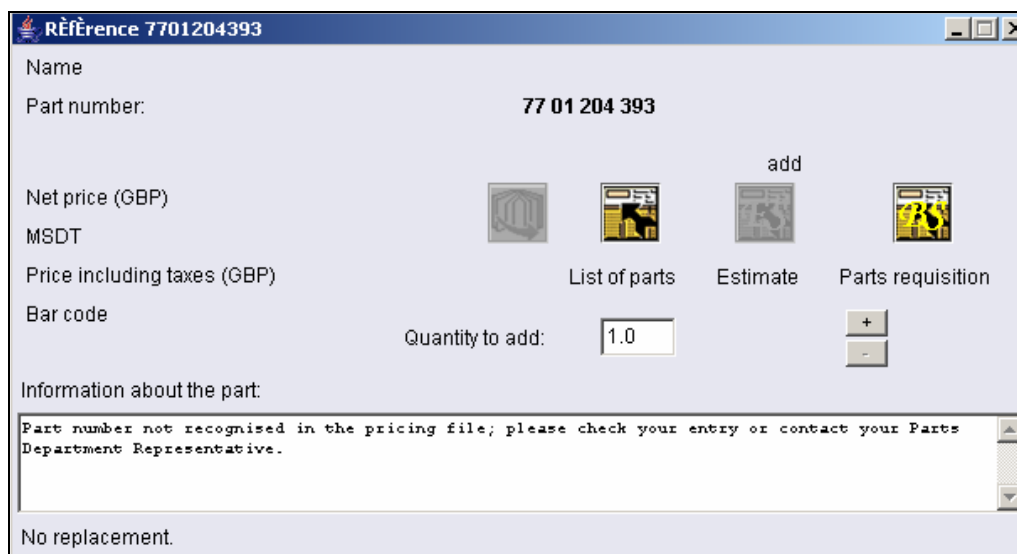 RÈfÈrence 7701204393
Name
Part number: 77 01 204 393
add
Net price (GBP)
MSDT
Price including taxes (GBP) List of parts Estimate Parts requisition
Bar code
Quantity to add: 1.0 +
-
Information about the part:
Part number not recognised in the pricing file; please check your entry or contact your Parts
Department Representative.
No replacement.